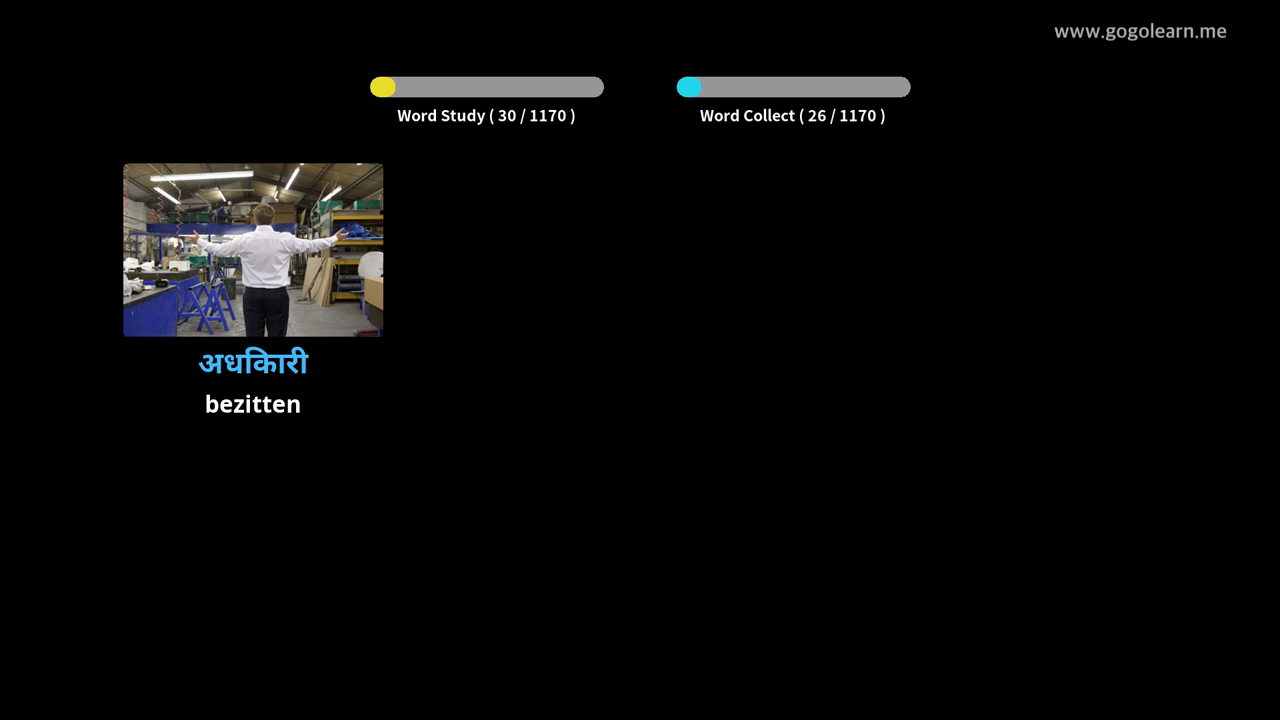 www.gogolearn.me
Word Study ( 30 / 1170 )
Word Collect ( 26 / 1170 )
अधिकारी
bezitten